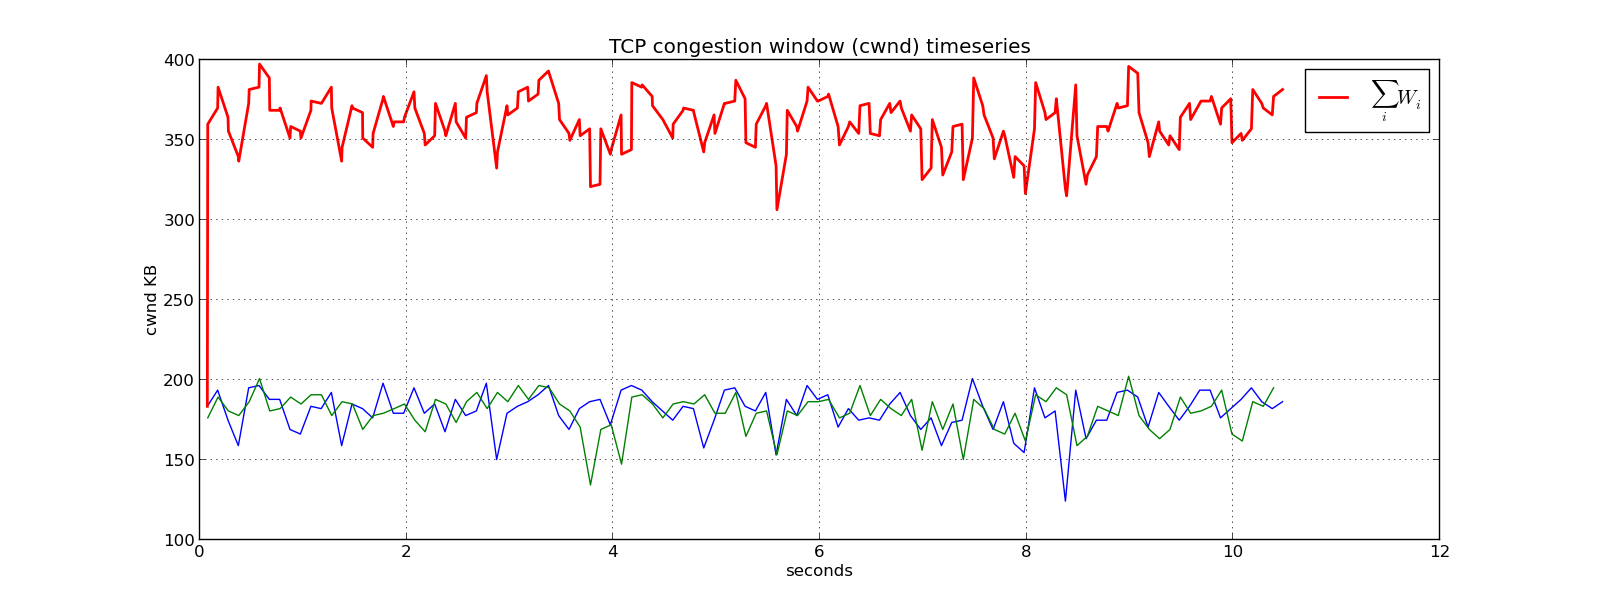 TCP congestion window (cwnd) timeseries
400
350
300
250
200
150
100
cwnd KB
∑ᵢ Wᵢ
0 2 4 6 8 10 12
seconds